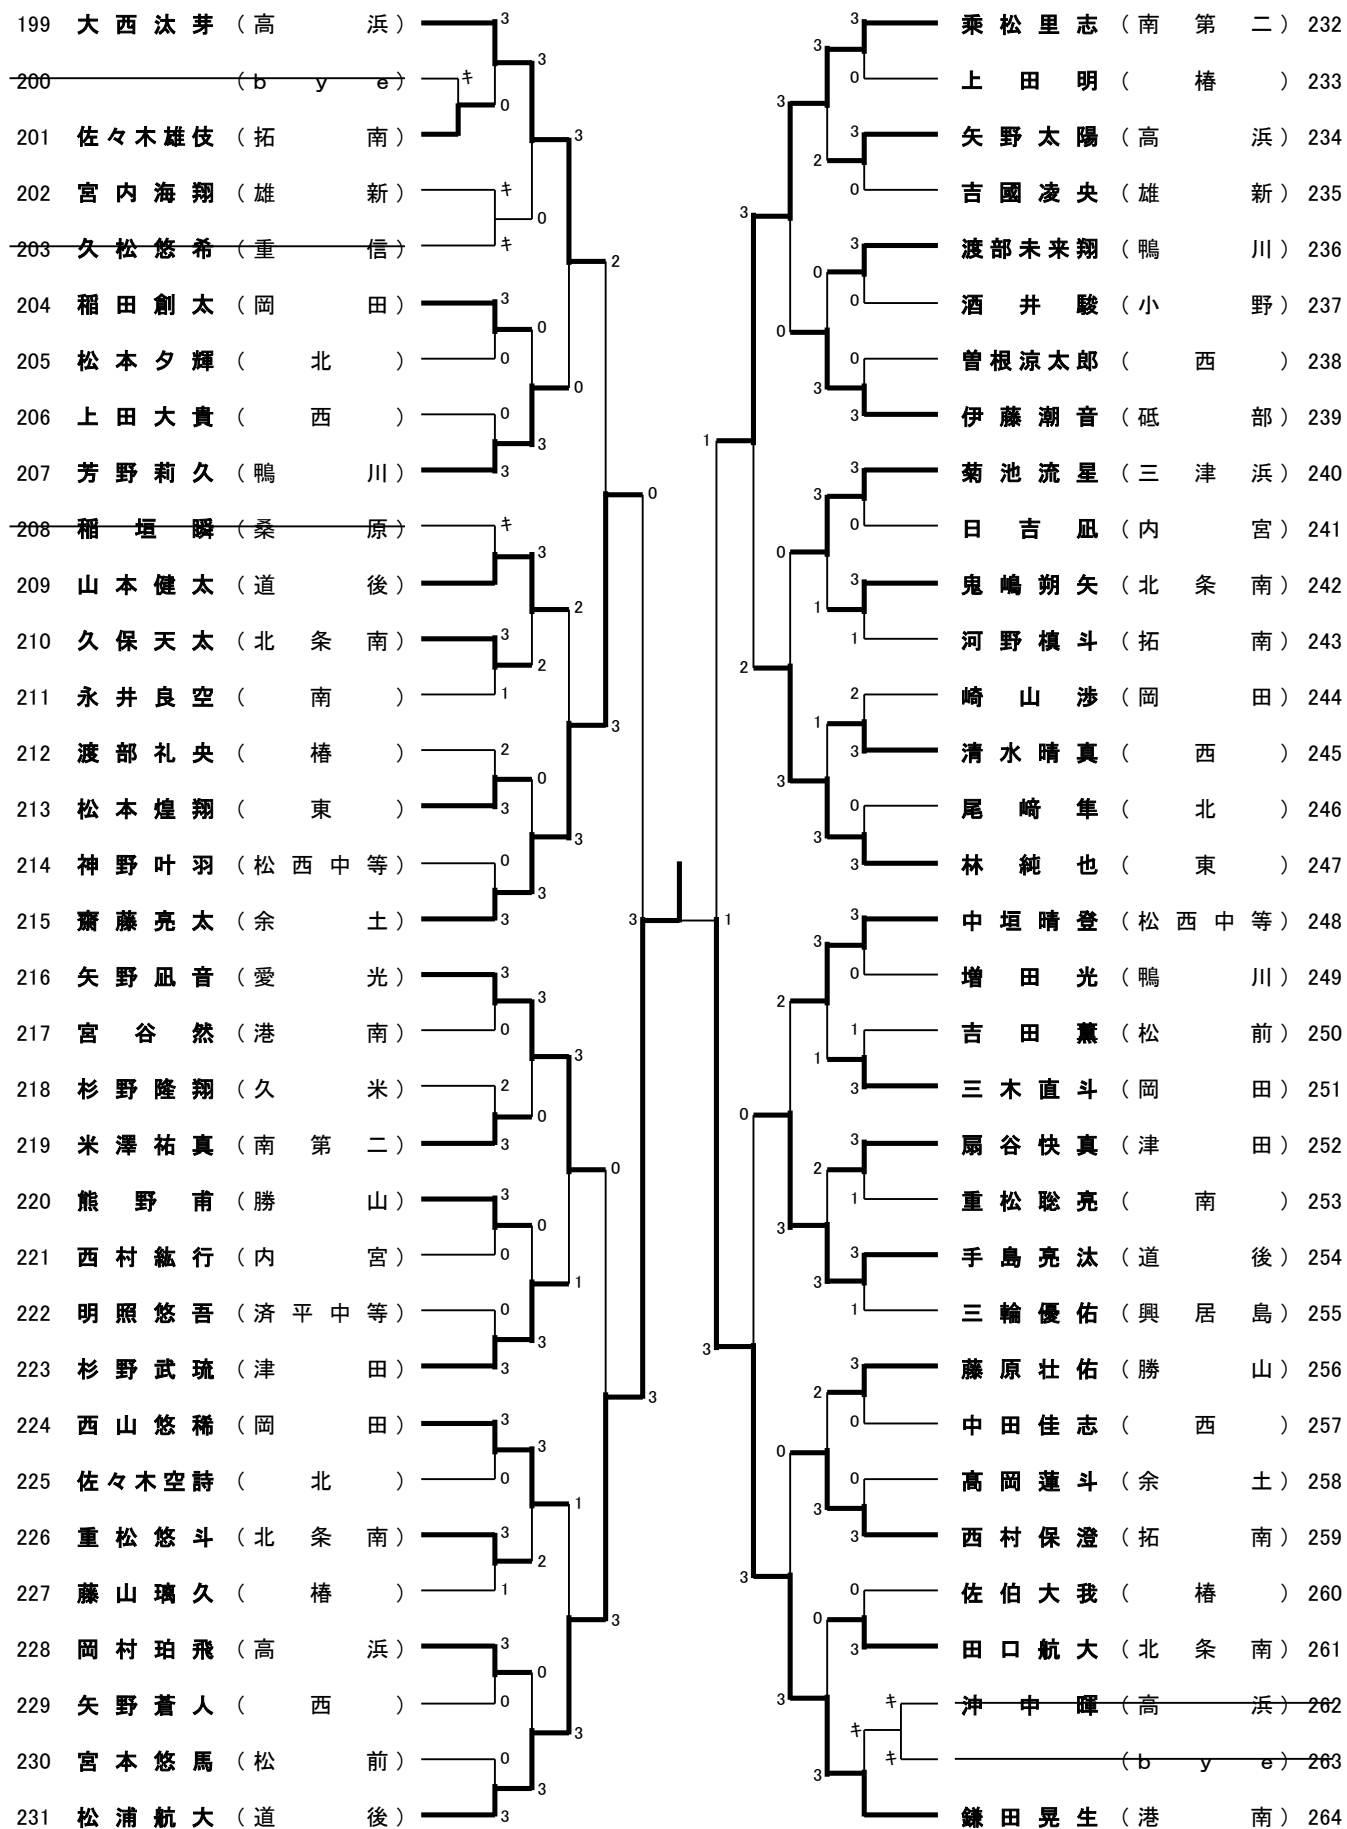 199 大西汰芽 (高浜)
200 (bye)
201 佐々木雄伎 (拓南)
202 宮内海翔 (雄新)
203 久松悠希 (重信)
204 稲田創太 (岡田)
205 松本夕輝 (北)
206 上田大貴 (西)
207 芳野莉久 (鴨川)
208 稲垣瞬 (桑原)
209 山本健太 (道後)
210 久保天太 (北条南)
211 永井良空 (南)
212 渡部礼央 (椿)
213 松本煌翔 (東)
214 神野叶羽 (松西中等)
215 齋藤亮太 (余土)
216 矢野凪音 (愛光)
217 宮谷然 (港南)
218 杉野隆翔 (久米)
219 米澤祐真 (南第二)
220 熊野甫 (勝山)
221 西村紘行 (内宮)
222 明照悠吾 (済平中等)
223 杉野武琉 (津田)
224 西山悠稀 (岡田)
225 佐々木空詩 (北)
226 重松悠斗 (北条南)
227 藤山璃久 (椿)
228 岡村珀飛 (高浜)
229 矢野蒼人 (西)
230 宮本悠馬 (松前)
231 松浦航大 (道後)
乗松里志 (南第二) 232
上田明 (椿) 233
矢野太陽 (高浜) 234
吉國凌央 (雄新) 235
渡部未来翔 (鴨川) 236
酒井駿 (小野) 237
曽根涼太郎 (西) 238
伊藤潮音 (砥部) 239
菊池流星 (三津浜) 240
日吉凪 (内宮) 241
鬼嶋朔矢 (北条南) 242
河野槙斗 (拓南) 243
崎山渉 (岡田) 244
清水晴真 (西) 245
尾﨑隼 (北) 246
林純也 (東) 247
中垣晴登 (松西中等) 248
増田光 (鴨川) 249
吉田薫 (松前) 250
三木直斗 (岡田) 251
扇谷快真 (津田) 252
重松聡亮 (南) 253
手島亮汰 (道後) 254
三輪優佑 (興居島) 255
藤原壮佑 (勝山) 256
中田佳志 (西) 257
髙岡蓮斗 (余土) 258
西村保澄 (拓南) 259
佐伯大我 (椿) 260
田口航大 (北条南) 261
沖中暉 (高浜) 262
(bye) 263
鎌田晃生 (港南) 264